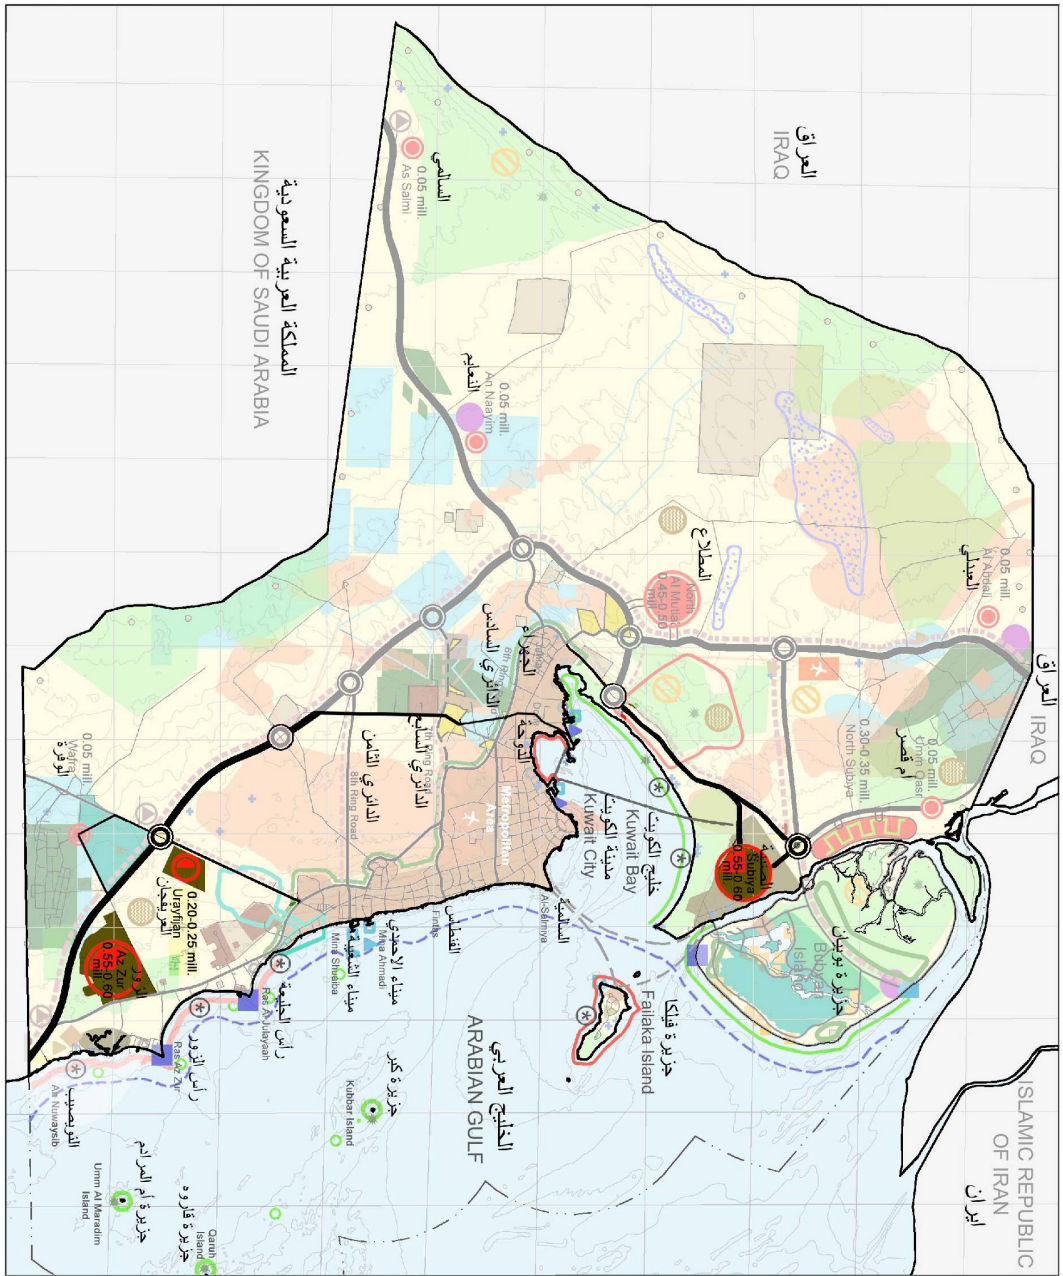 العراق
IRAQ
المملكة العربية السعودية
KINGDOM OF SAUDI ARABIA
السالمي
0.05 mill.
As Salmi
النعايم
0.05 mill.
An Naayim
المطلاع
North
Al Mutlaa
0.45-0.50
mill.
العبدلي
0.05 mill.
Al Abdali
العراق
IRAQ
أم قصر
0.05 mill.
Umm Qasr
0.30-0.35 mill.
North Subiya
الصبية
Subiya
0.55-0.60
mill.
جزيرة بوبيان
Bubiyan
Island
الجهراء
الدائري السادس
6th Ring Road
الدوحة
الدائري السابع
7th Ring Road
الدائري الثامن
8th Ring Road
Metropolitan
Area
خليج الكويت
Kuwait Bay
مدينة الكويت
Kuwait City
السالمية
Al-Salmiya
الفنطاس
Fintas
ميناء الاحمدي
Mina Ahmadi
ميناء الشعيبة
Mina Shuaiba
جزيرة فيلكا
Failaka Island
0.05 mill.
Wafra
الوفرة
0.20-0.25 mill.
Urayfijan
العريفجان
الزور
Az Zur
0.55-0.60
mill.
رأس الجليعة
Ras Al Julayaah
رأس الزور
Ras Az Zur
النويصيب
An Nuwaysib
جزيرة كبر
Kubbar Island
الخليج العربي
ARABIAN GULF
جزيرة أم المرادم
Umm Al Maradim
Island
جزيرة قاروه
Qaruh
Island
ISLAMIC REPUBLIC
OF IRAN
ايران